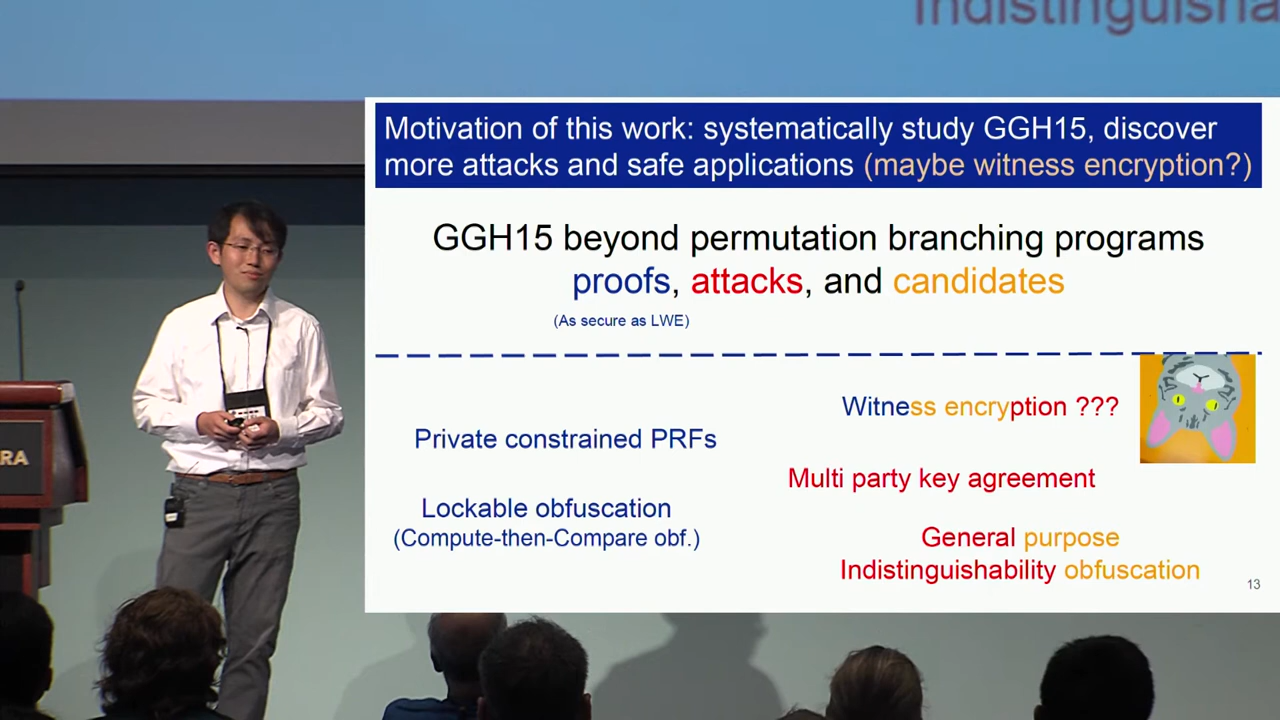 Motivation of this work: systematically study GGH15, discover
more attacks and safe applications (maybe witness encryption?)
GGH15 beyond permutation branching programs
proofs, attacks, and candidates
(As secure as LWE)
Witness encryption ???
Private constrained PRFs
Multi party key agreement
Lockable obfuscation
(Compute-then-Compare obf.)
General purpose
Indistinguishability obfuscation
13